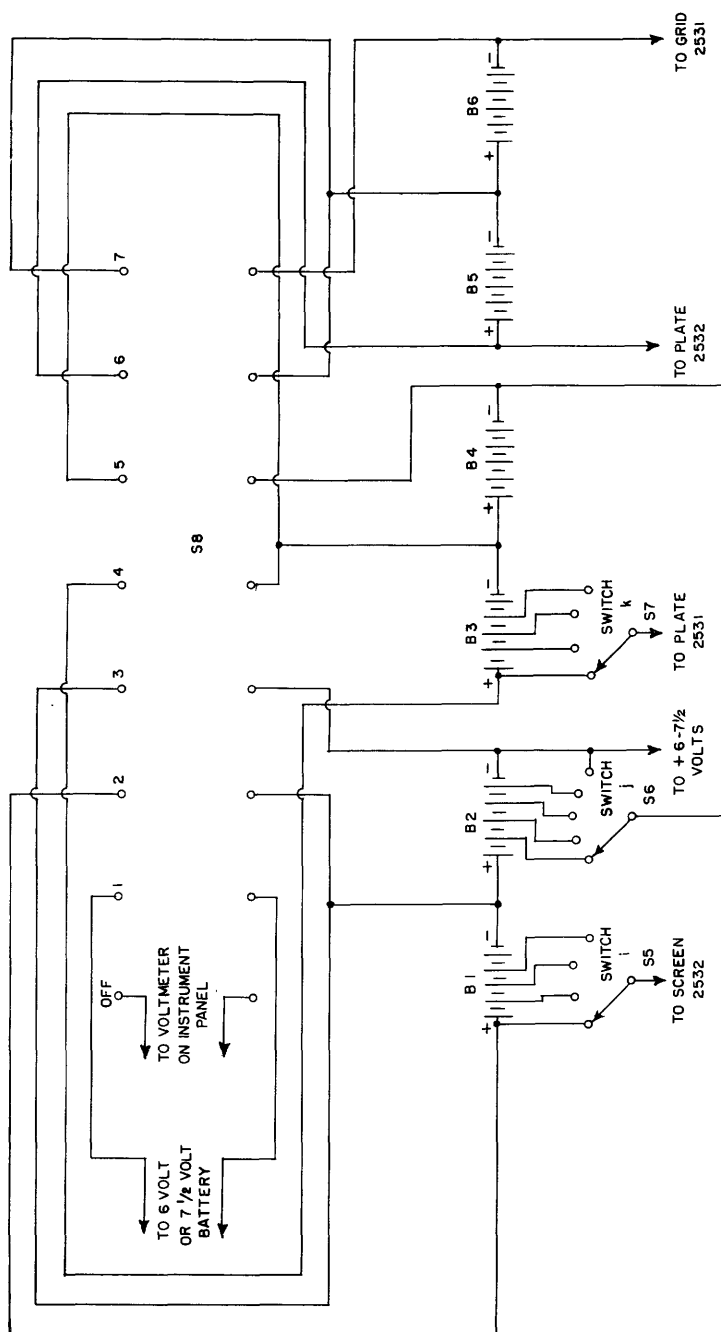 OFF
1
2
3
4
5
6
7
TO VOLTMETER
ON INSTRUMENT
PANEL
TO 6 VOLT
OR 7 1/2 VOLT
BATTERY
S8
+ B1 −
+ B2 −
+ B3 −
+ B4 −
+ B5 −
+ B6 −
SWITCH
i
S5
SWITCH
j
S6
SWITCH
k
S7
TO SCREEN
2532
TO + 6-7 1/2
VOLTS
TO PLATE
2531
TO PLATE
2532
TO GRID
2531